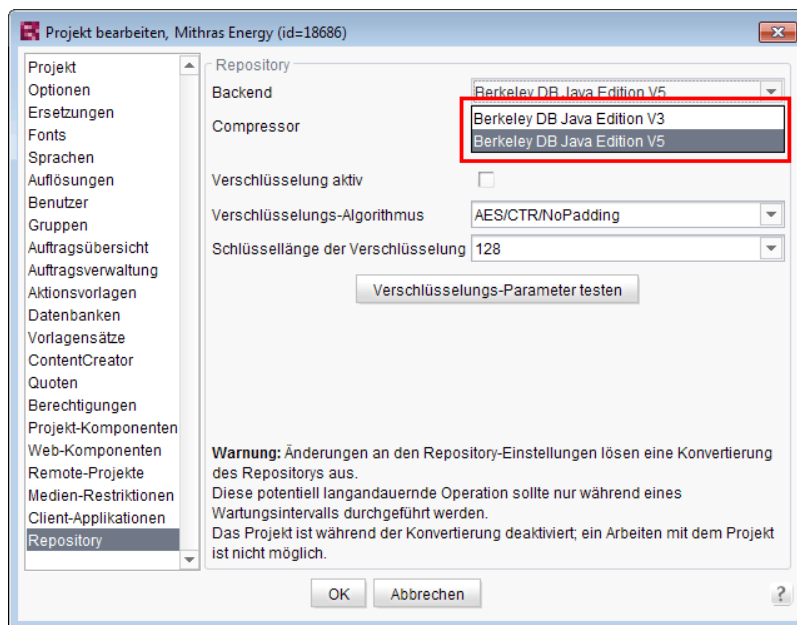 Projekt bearbeiten, Mithras Energy (id=18686)
Projekt
Optionen
Ersetzungen
Fonts
Sprachen
Auflösungen
Benutzer
Gruppen
Auftragsübersicht
Auftragsverwaltung
Aktionsvorlagen
Datenbanken
Vorlagensätze
ContentCreator
Quoten
Berechtigungen
Projekt-Komponenten
Web-Komponenten
Remote-Projekte
Medien-Restriktionen
Client-Applikationen
Repository
Repository
Backend Berkeley DB Java Edition V5
Compressor
Berkeley DB Java Edition V3
Berkeley DB Java Edition V5
Verschlüsselung aktiv
Verschlüsselungs-Algorithmus AES/CTR/NoPadding
Schlüssellänge der Verschlüsselung 128
Verschlüsselungs-Parameter testen
Warnung: Änderungen an den Repository-Einstellungen lösen eine Konvertierung
des Repositorys aus.
Diese potentiell langandauernde Operation sollte nur während eines
Wartungsintervalls durchgeführt werden.
Das Projekt ist während der Konvertierung deaktiviert; ein Arbeiten mit dem Projekt
ist nicht möglich.
OK Abbrechen ?